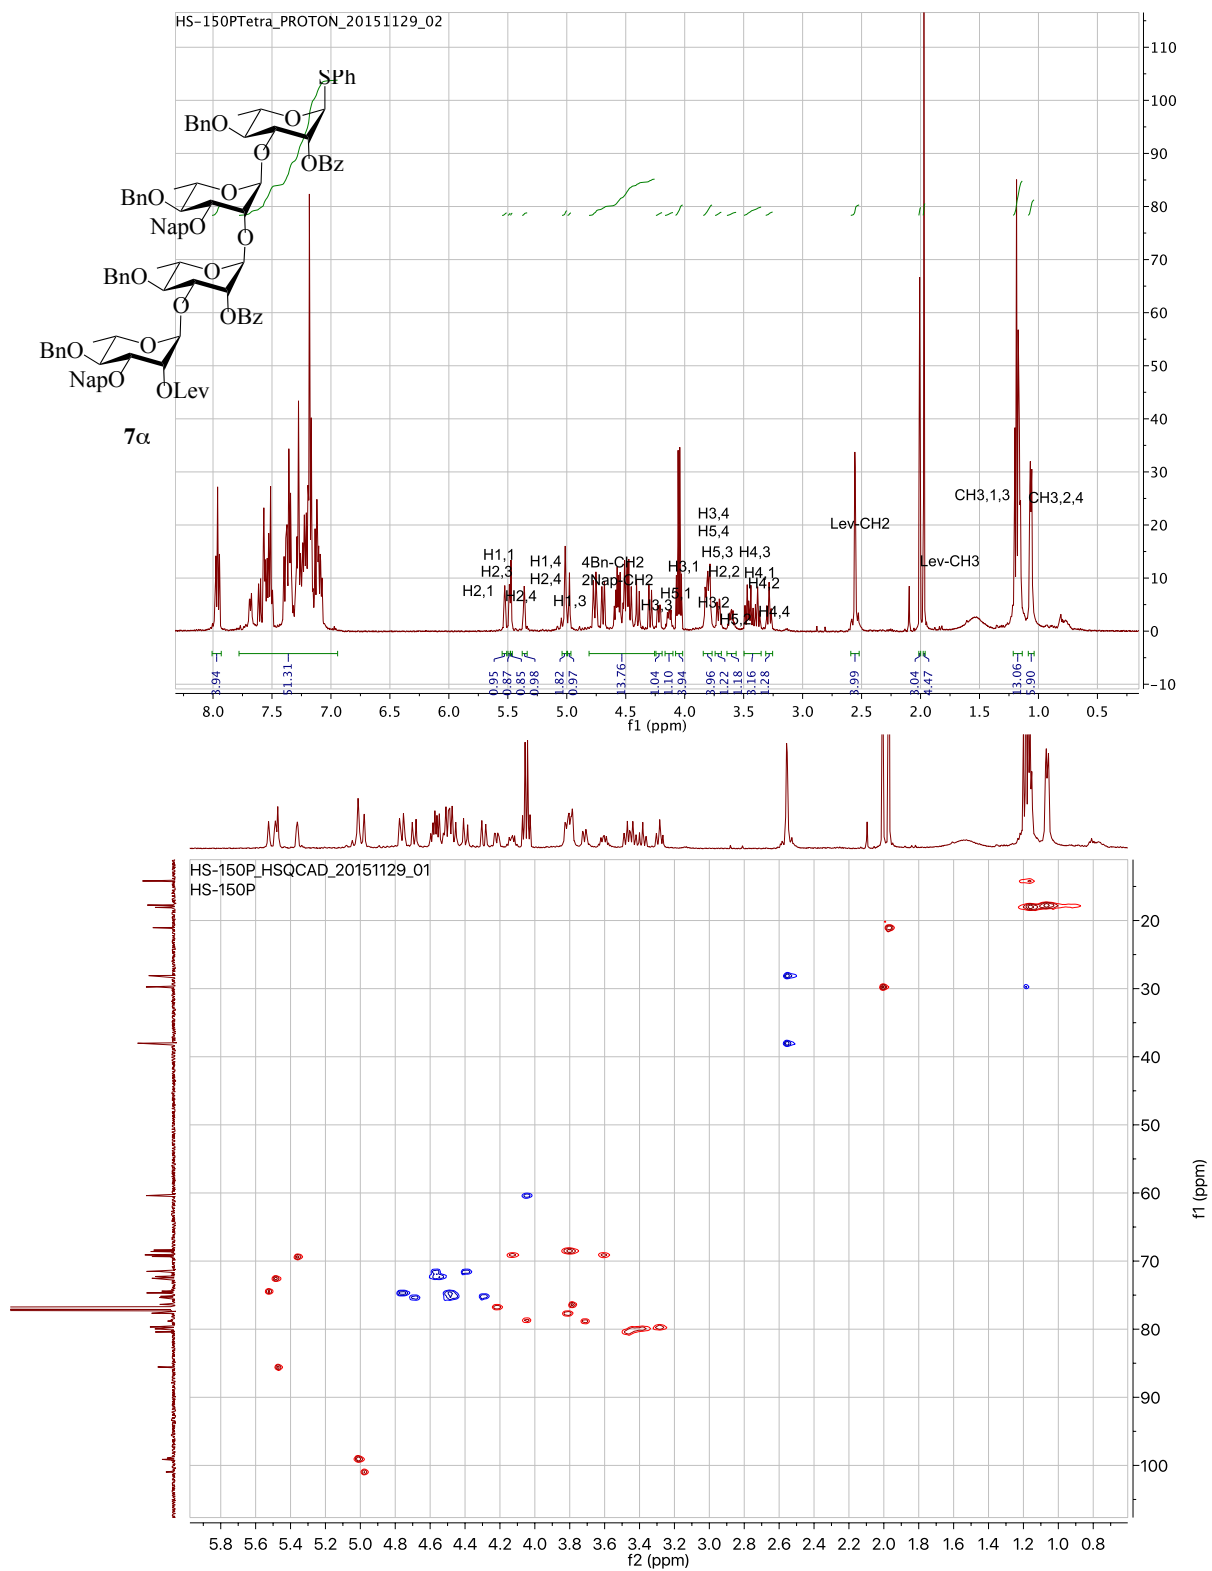 HS-150PTetra_PROTON_20151129_02
SPh
O
BnO
O
OBz
O
BnO
NapO
O
O
BnO
O
OBz
O
BnO
NapO
OLev
7α
110
100
90
80
70
60
50
40
30
20
10
0
-10
H1,1
H2,3
H2,1
H2,4
H1,4
H2,4
H1,3
4Bn-CH2
2Nap-CH2
H3,3
H5,1
H3,1
H3,4
H5,4
H5,3
H2,2
H3,2
H5,2
H4,3
H4,1
H4,2
H4,4
Lev-CH2
Lev-CH3
CH3,1,3
CH3,2,4
3.94
51.31
0.95
0.87
0.85
0.98
1.82
0.97
13.76
1.04
1.10
3.94
3.96
1.22
1.18
3.16
1.28
3.99
3.04
4.47
13.06
5.90
8.0 7.5 7.0 6.5 6.0 5.5 5.0 4.5 4.0 3.5 3.0 2.5 2.0 1.5 1.0 0.5
f1 (ppm)
HS-150P_HSQCAD_20151129_01
HS-150P
20
30
40
50
60
70
80
90
100
f1 (ppm)
5.8 5.6 5.4 5.2 5.0 4.8 4.6 4.4 4.2 4.0 3.8 3.6 3.4 3.2 3.0 2.8 2.6 2.4 2.2 2.0 1.8 1.6 1.4 1.2 1.0 0.8
f2 (ppm)